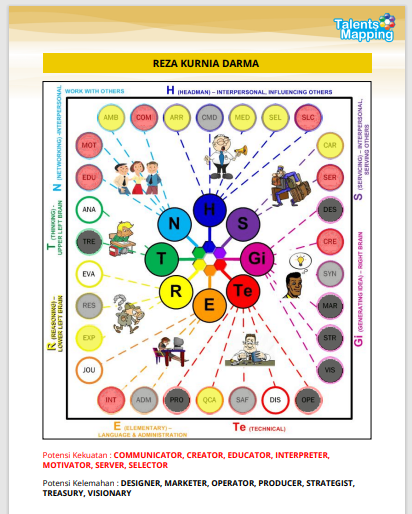 Talents
Mapping
REZA KURNIA DARMA
WORK WITH OTHERS
H (HEADMAN) – INTERPERSONAL, INFLUENCING OTHERS
N (NETWORKING) -INTERPERSONAL
S (SERVICING) – INTERPERSONAL, SERVING OTHERS
T (THINKING) – UPPER LEFT BRAIN
R (REASONING) – LOWER LEFT BRAIN
Gi (GENERATING IDEA) – RIGHT BRAIN
AMB COM ARR CMD MED SEL SLC
MOT CAR
EDU SER
ANA DES
TRE CRE
EVA SYN
RES MAR
EXP STR
JOU VIS
H
N S
T Gi
R Te
E
INT ADM PRO QCA SAF DIS OPE
E (ELEMENTARY) –
LANGUAGE & ADMINISTRATION
Te (TECHNICAL)
Potensi Kekuatan : COMMUNICATOR, CREATOR, EDUCATOR, INTERPRETER,
MOTIVATOR, SERVER, SELECTOR
Potensi Kelemahan : DESIGNER, MARKETER, OPERATOR, PRODUCER, STRATEGIST,
TREASURY, VISIONARY